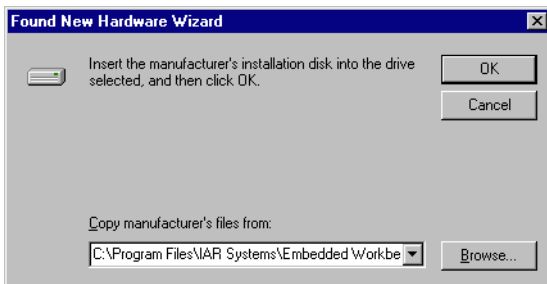 Found New Hardware Wizard
Insert the manufacturer's installation disk into the drive
selected, and then click OK.
OK
Cancel
Copy manufacturer's files from:
C:\Program Files\IAR Systems\Embedded Workbe
Browse...